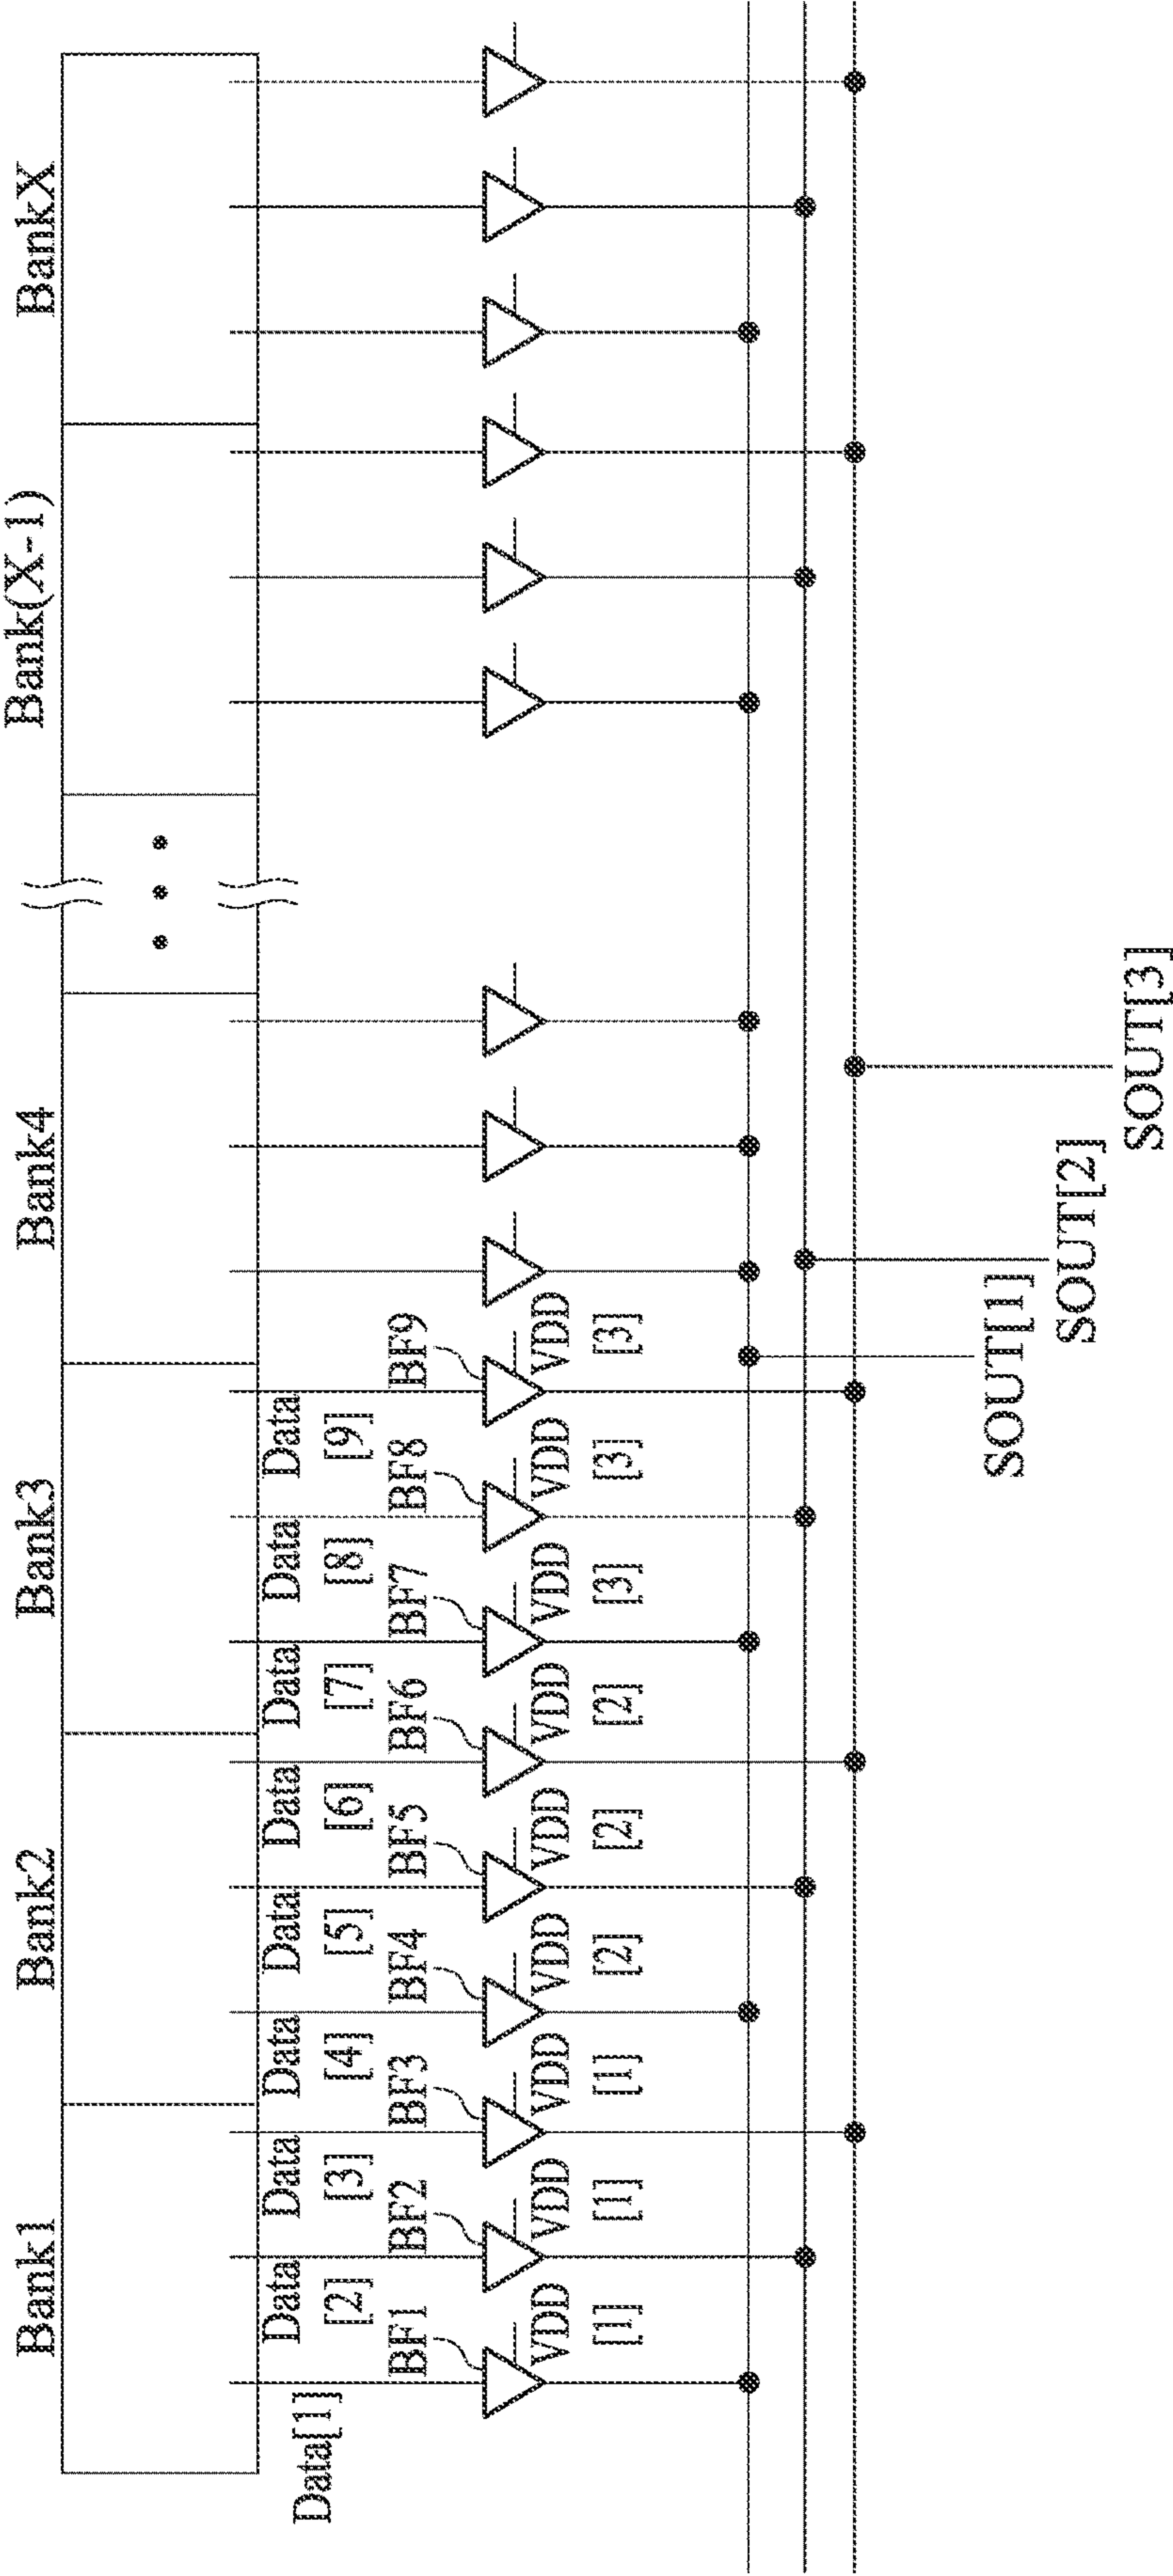 Bank1
Bank2
Bank3
Bank4
Bank(X-1)
BankX
Data[1]
Data
[2]
Data
[3]
Data
[4]
Data
[5]
Data
[6]
Data
[7]
Data
[8]
Data
[9]
BF1
BF2
BF3
BF4
BF5
BF6
BF7
BF8
BF9
VDD
[1]
VDD
[1]
VDD
[1]
VDD
[2]
VDD
[2]
VDD
[2]
VDD
[3]
VDD
[3]
VDD
[3]
SOUT[1]
SOUT[2]
SOUT[3]